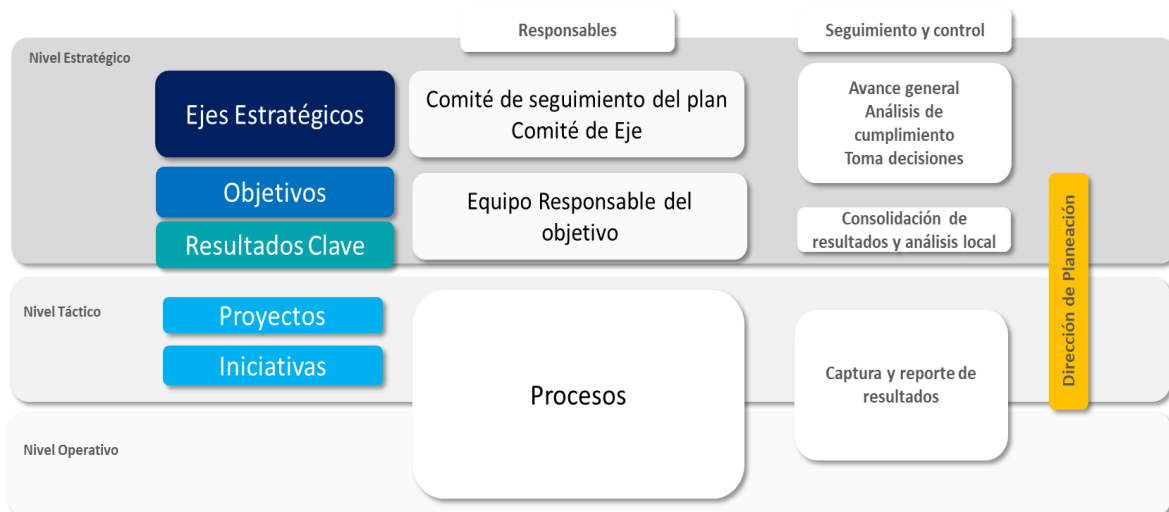 Responsables
Seguimiento y control
Nivel Estratégico
Ejes Estratégicos
Comité de seguimiento del plan
Comité de Eje
Avance general
Análisis de
cumplimiento
Toma decisiones
Objetivos
Resultados Clave
Equipo Responsable del
objetivo
Consolidación de
resultados y análisis local
Dirección de Planeación
Nivel Táctico
Proyectos
Iniciativas
Procesos
Captura y reporte de
resultados
Nivel Operativo